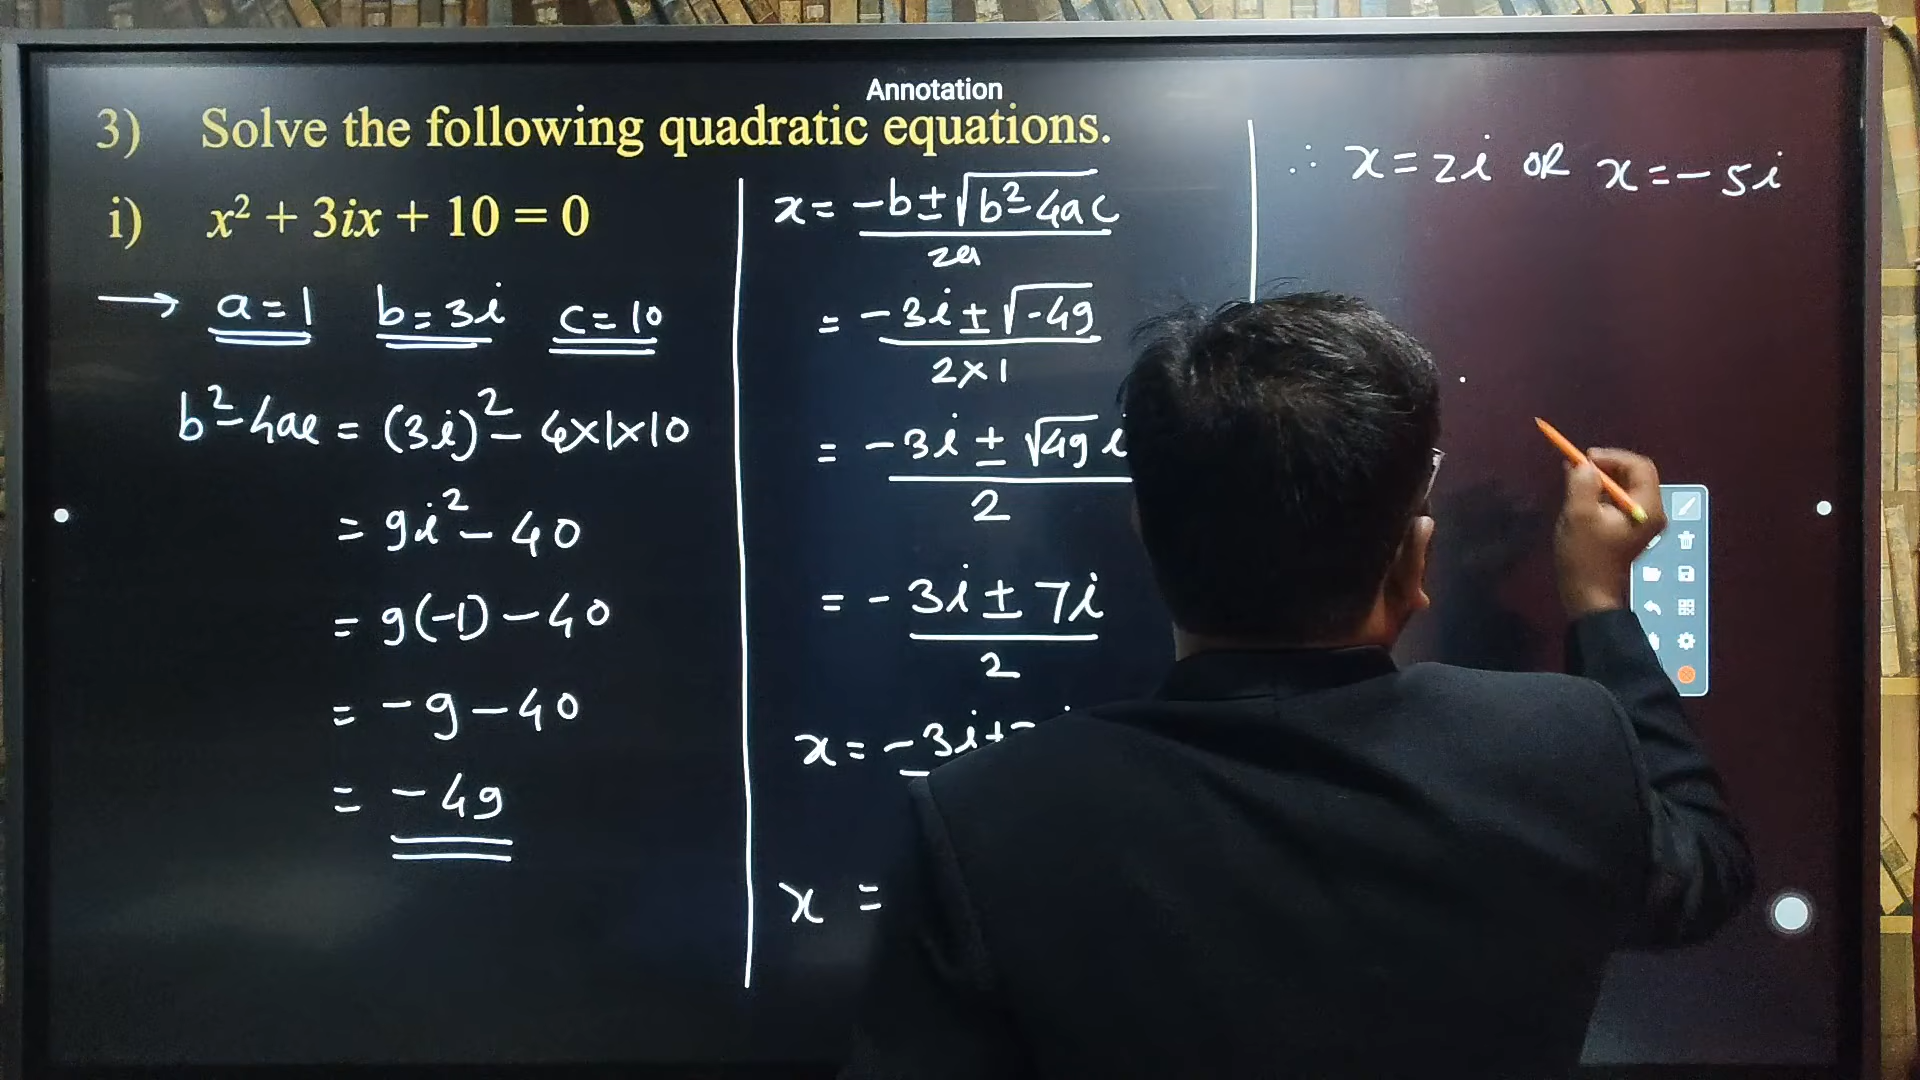 Annotation
3) Solve the following quadratic equations.
i) x² + 3ix + 10 = 0
→ a=1 b=3i c=10
b²-4ac = (3i)² - 4×1×10
= 9i² - 40
= 9(-1) - 40
= -9 - 40
= -49
x = (-b ± √(b²-4ac)) / 2a
= (-3i ± √-49) / 2×1
= (-3i ± √49 i) / 2
= (-3i ± 7i) / 2
x = -3i+
x =
∴ x = 2i OR x = -5i